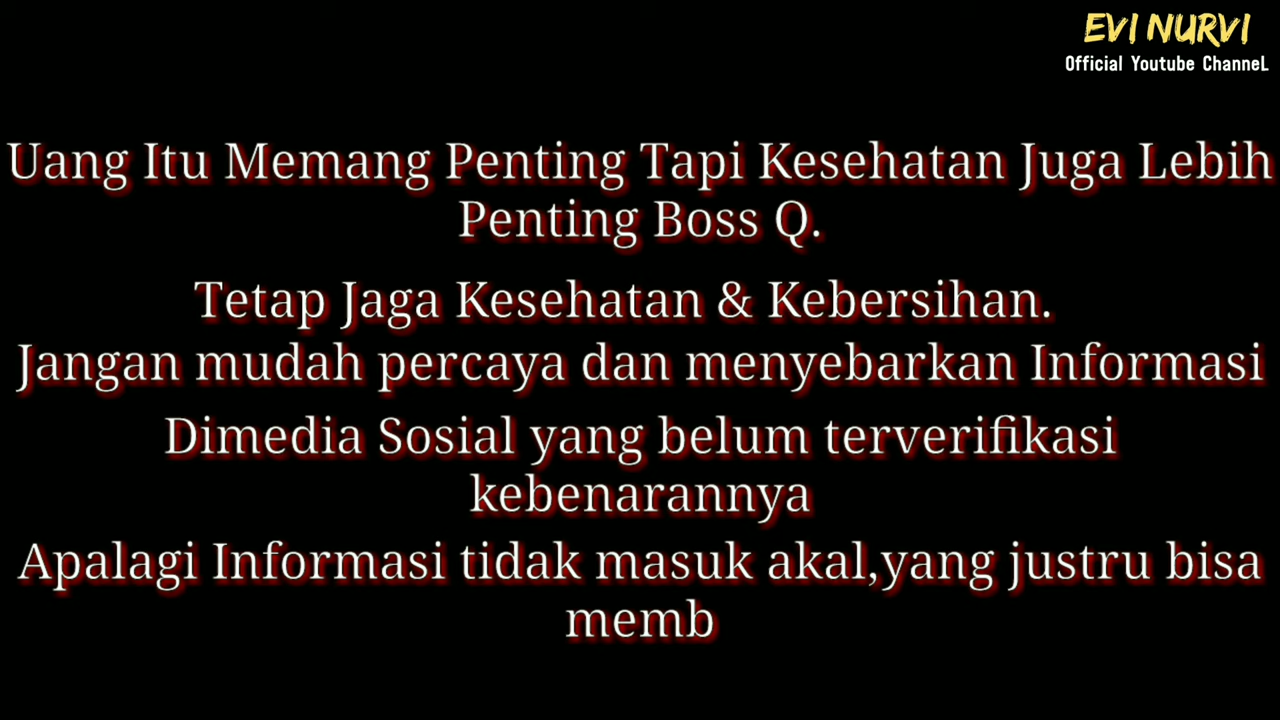 EVI NURVI
Official Youtube ChanneL
Uang Itu Memang Penting Tapi Kesehatan Juga Lebih
Penting Boss Q.
Tetap Jaga Kesehatan & Kebersihan.
Jangan mudah percaya dan menyebarkan Informasi
Dimedia Sosial yang belum terverifikasi
kebenarannya
Apalagi Informasi tidak masuk akal,yang justru bisa
memb